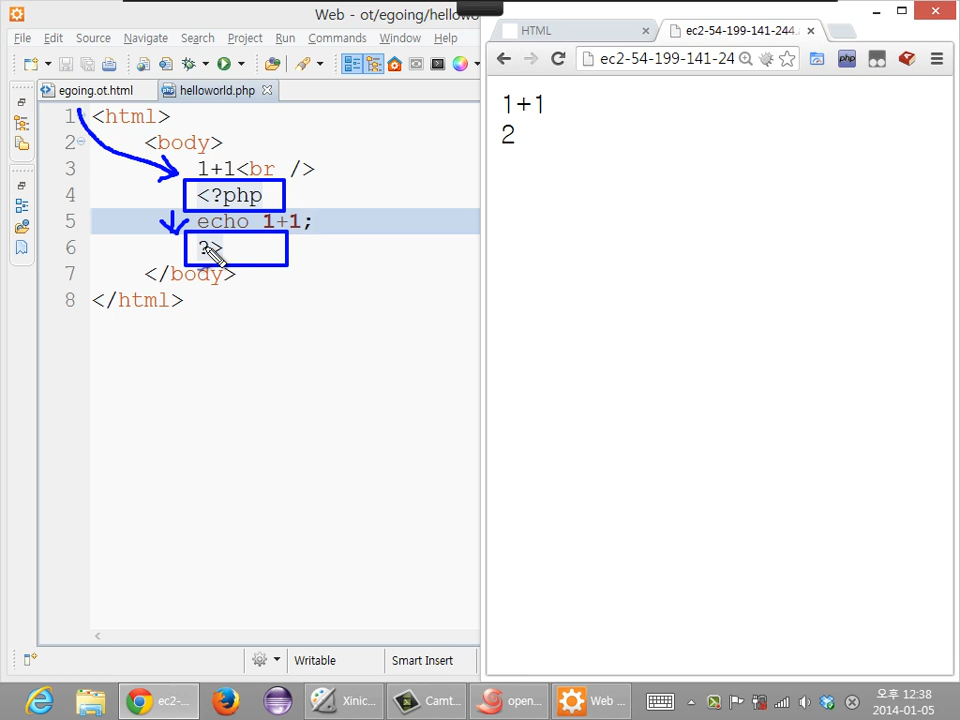 Web - ot/egoing/hellowo
File Edit Source Navigate Search Project Run Commands Window Help
egoing.ot.html helloworld.php
1 <html>
2 <body>
3 1+1<br />
4 <?php
5 echo 1+1;
6 ?>
7 </body>
8 </html>
Writable Smart Insert
HTML ec2-54-199-141-244.
ec2-54-199-141-24
php
1+1
2
ec2-... Xinic... Camt... open... Web ...
오후 12:38
2014-01-05